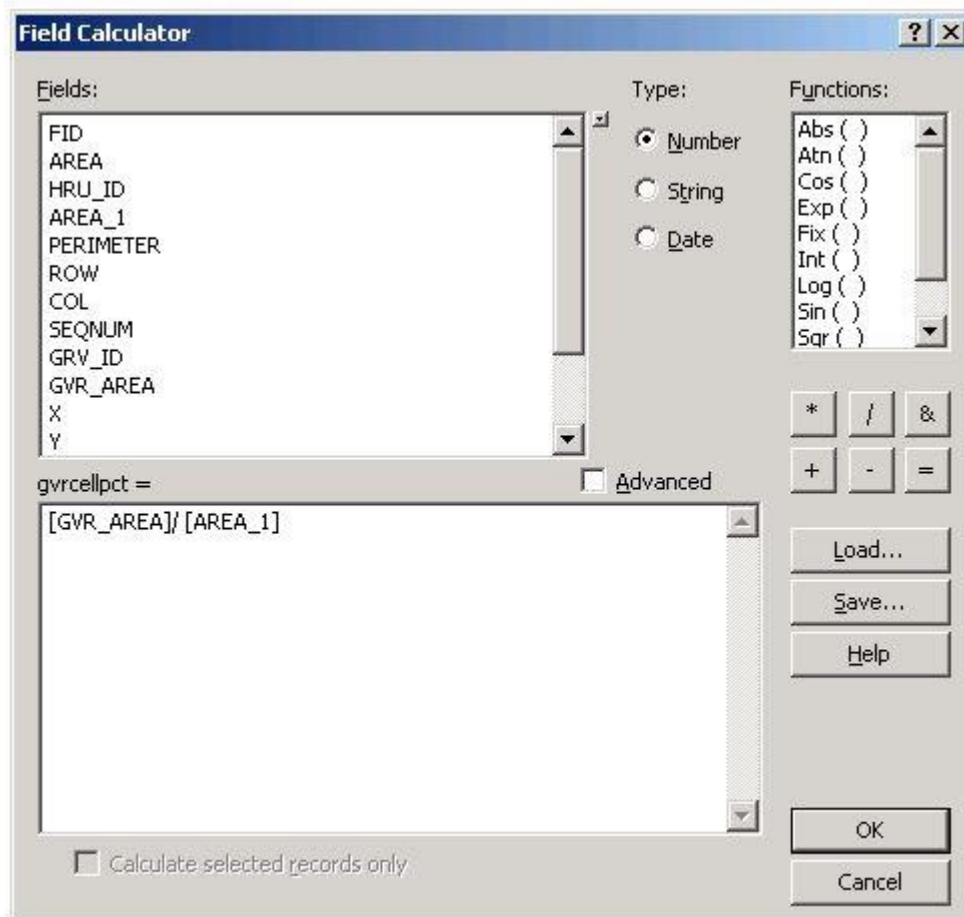 Field Calculator
Fields:
FID
AREA
HRU_ID
AREA_1
PERIMETER
ROW
COL
SEQNUM
GRV_ID
GVR_AREA
X
Y
Type:
Number
String
Date
Functions:
Abs ( )
Atn ( )
Cos ( )
Exp ( )
Fix ( )
Int ( )
Log ( )
Sin ( )
Sqr ( )
* / &
+ - =
gvrcellpct =
Advanced
[GVR_AREA]/ [AREA_1]
Load...
Save...
Help
Calculate selected records only
OK
Cancel